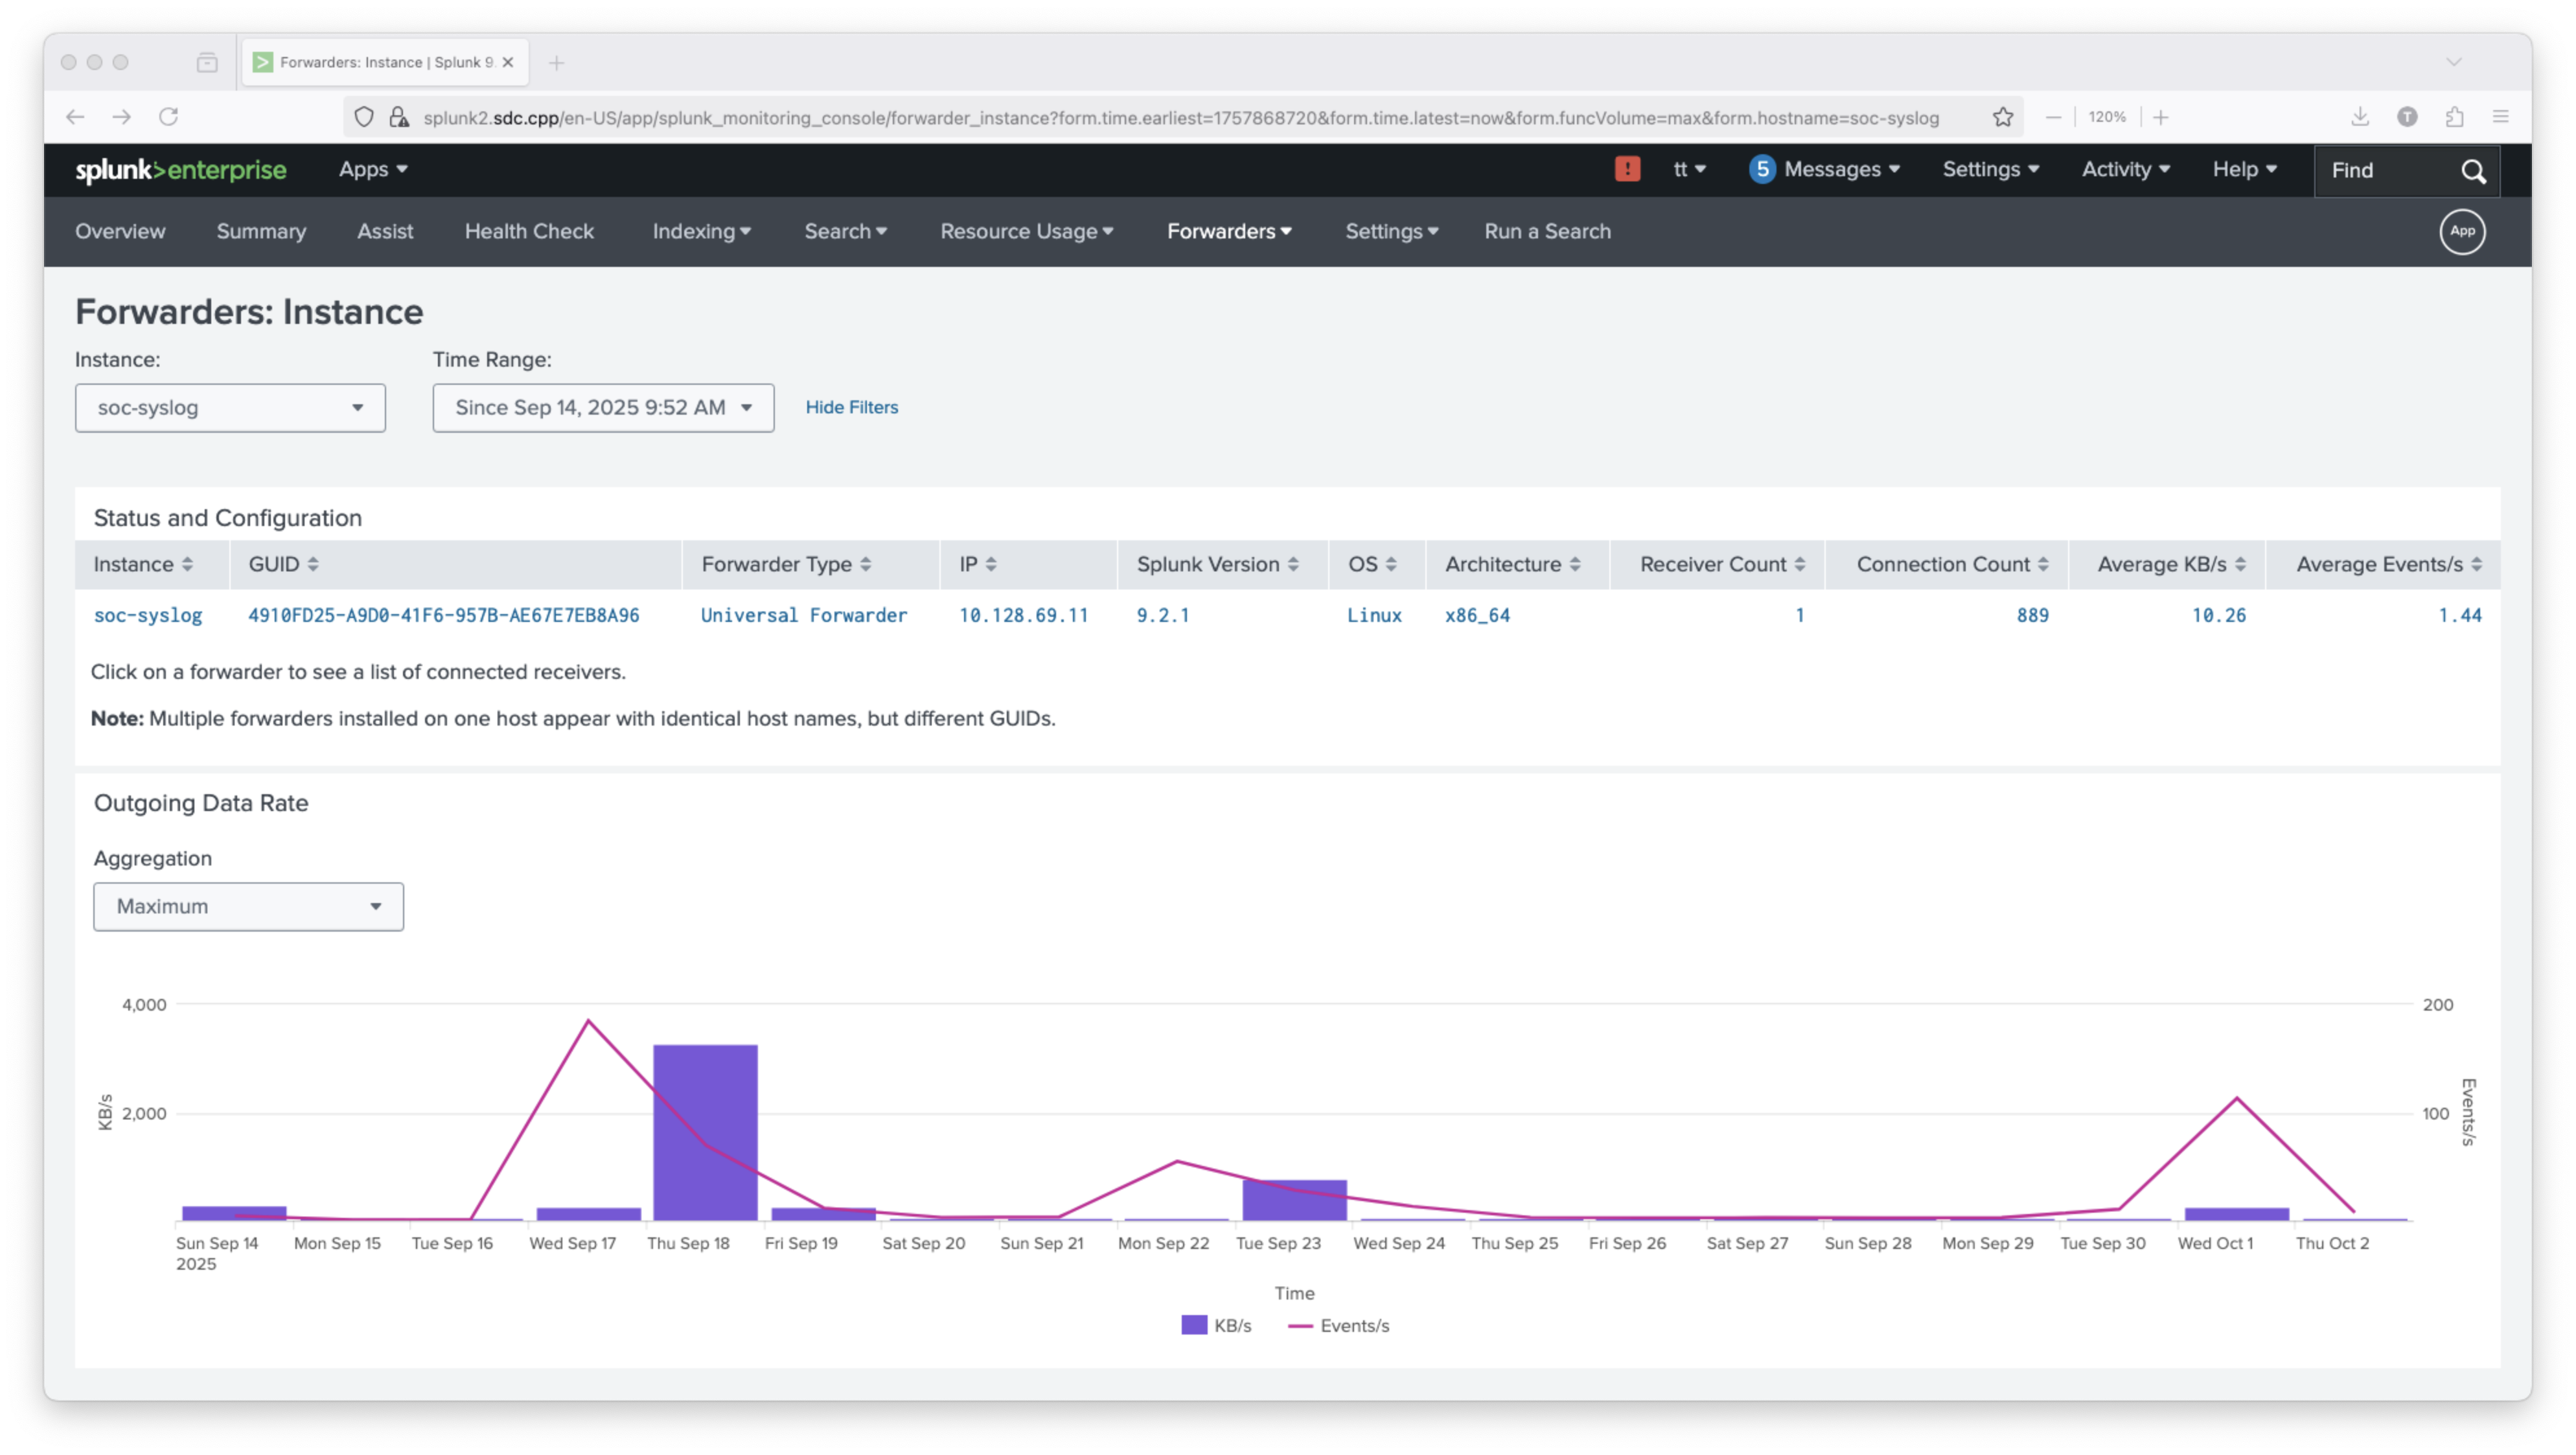 Forwarders: Instance | Splunk 9.
splunk2.sdc.cpp/en-US/app/splunk_monitoring_console/forwarder_instance?form.time.earliest=1757868720&form.time.latest=now&form.funcVolume=max&form.hostname=soc-syslog
120%
T
splunk>enterprise Apps ! tt 5 Messages Settings Activity Help Find
Overview Summary Assist Health Check Indexing Search Resource Usage Forwarders Settings Run a Search App
Forwarders: Instance
Instance: Time Range:
soc-syslog Since Sep 14, 2025 9:52 AM Hide Filters
Status and Configuration
Instance GUID Forwarder Type IP Splunk Version OS Architecture Receiver Count Connection Count Average KB/s Average Events/s
soc-syslog 4910FD25-A9D0-41F6-957B-AE67E7EB8A96 Universal Forwarder 10.128.69.11 9.2.1 Linux x86_64 1 889 10.26 1.44
Click on a forwarder to see a list of connected receivers.
Note: Multiple forwarders installed on one host appear with identical host names, but different GUIDs.
Outgoing Data Rate
Aggregation
Maximum
4,000 200
KB/s 2,000 100 Events/s
Sun Sep 14 Mon Sep 15 Tue Sep 16 Wed Sep 17 Thu Sep 18 Fri Sep 19 Sat Sep 20 Sun Sep 21 Mon Sep 22 Tue Sep 23 Wed Sep 24 Thu Sep 25 Fri Sep 26 Sat Sep 27 Sun Sep 28 Mon Sep 29 Tue Sep 30 Wed Oct 1 Thu Oct 2
2025
Time
KB/s Events/s